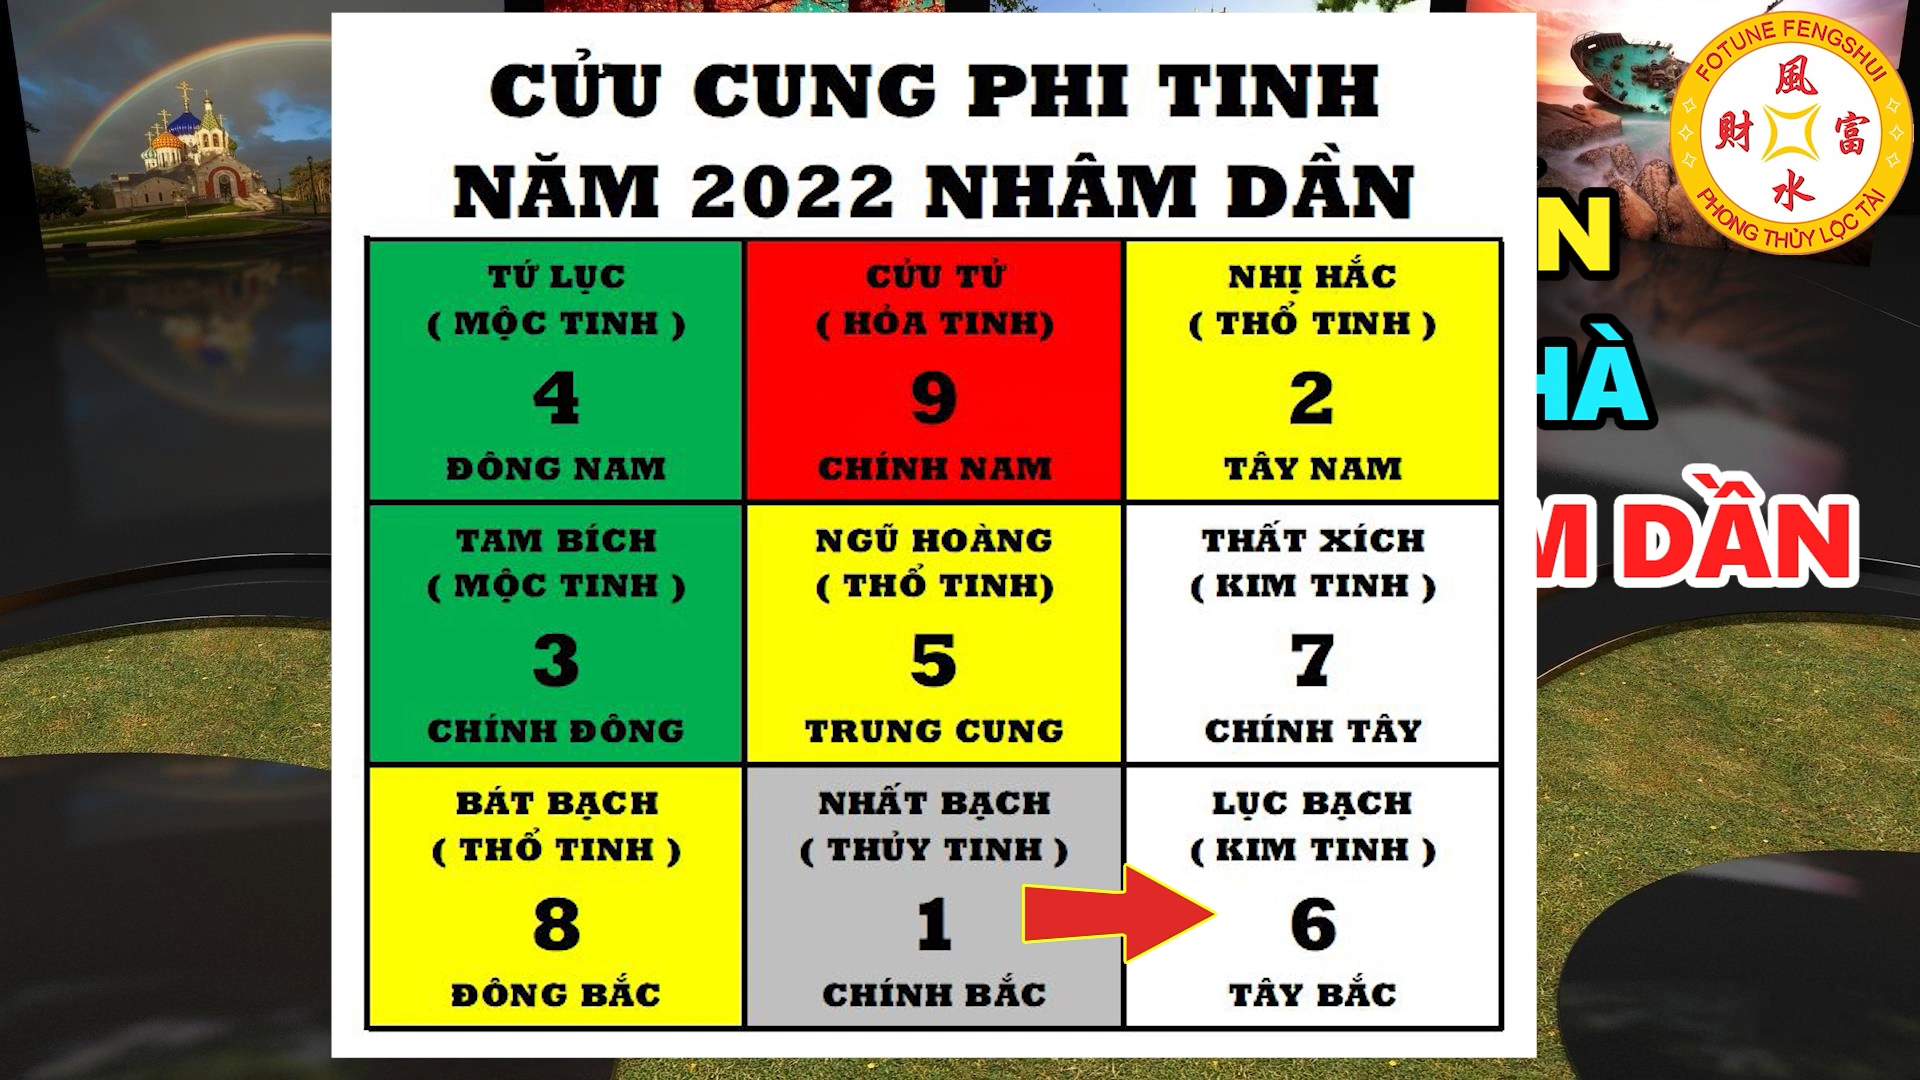 CỬU CUNG PHI TINH
NĂM 2022 NHÂM DẦN
TỨ LỤC
( MỘC TINH )
4
ĐÔNG NAM
CỬU TỬ
( HỎA TINH)
9
CHÍNH NAM
NHỊ HẮC
( THỔ TINH )
2
TÂY NAM
TAM BÍCH
( MỘC TINH )
3
CHÍNH ĐÔNG
NGŨ HOÀNG
( THỔ TINH)
5
TRUNG CUNG
THẤT XÍCH
( KIM TINH )
7
CHÍNH TÂY
BÁT BẠCH
( THỔ TINH )
8
ĐÔNG BẮC
NHẤT BẠCH
( THỦY TINH )
1
CHÍNH BẮC
LỤC BẠCH
( KIM TINH )
6
TÂY BẮC
FOTUNE FENGSHUI
風
財 富
水
PHONG THỦY LỘC TÀI
DẦN